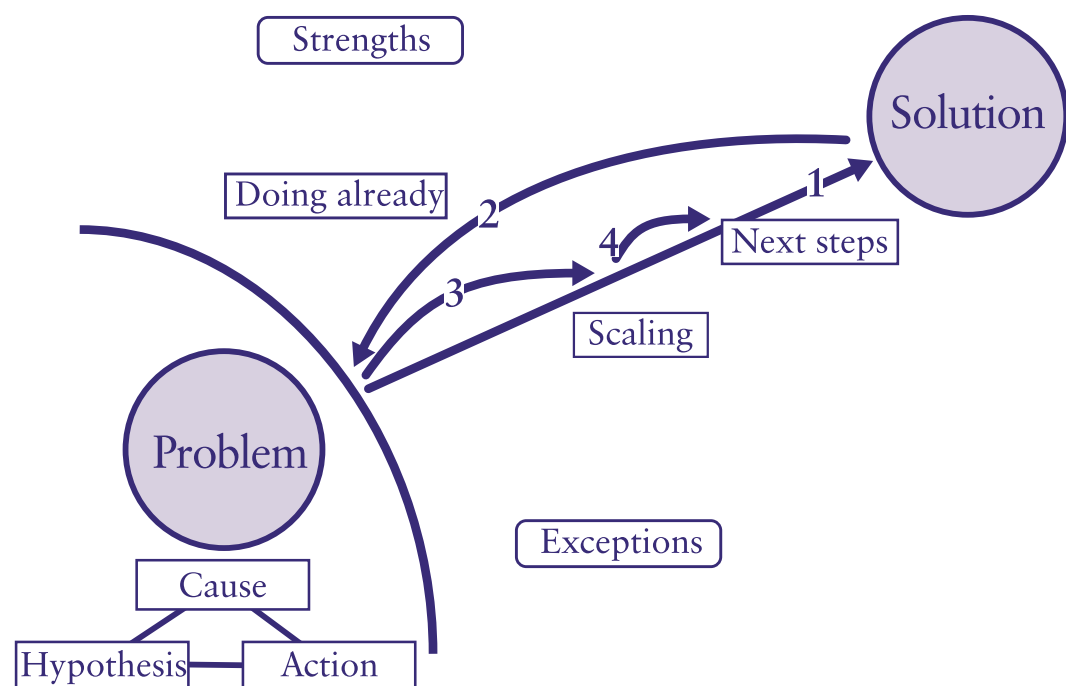 Strengths
Solution
1
Doing already
2
4
Next steps
3
Scaling
Problem
Exceptions
Cause
Hypothesis
Action